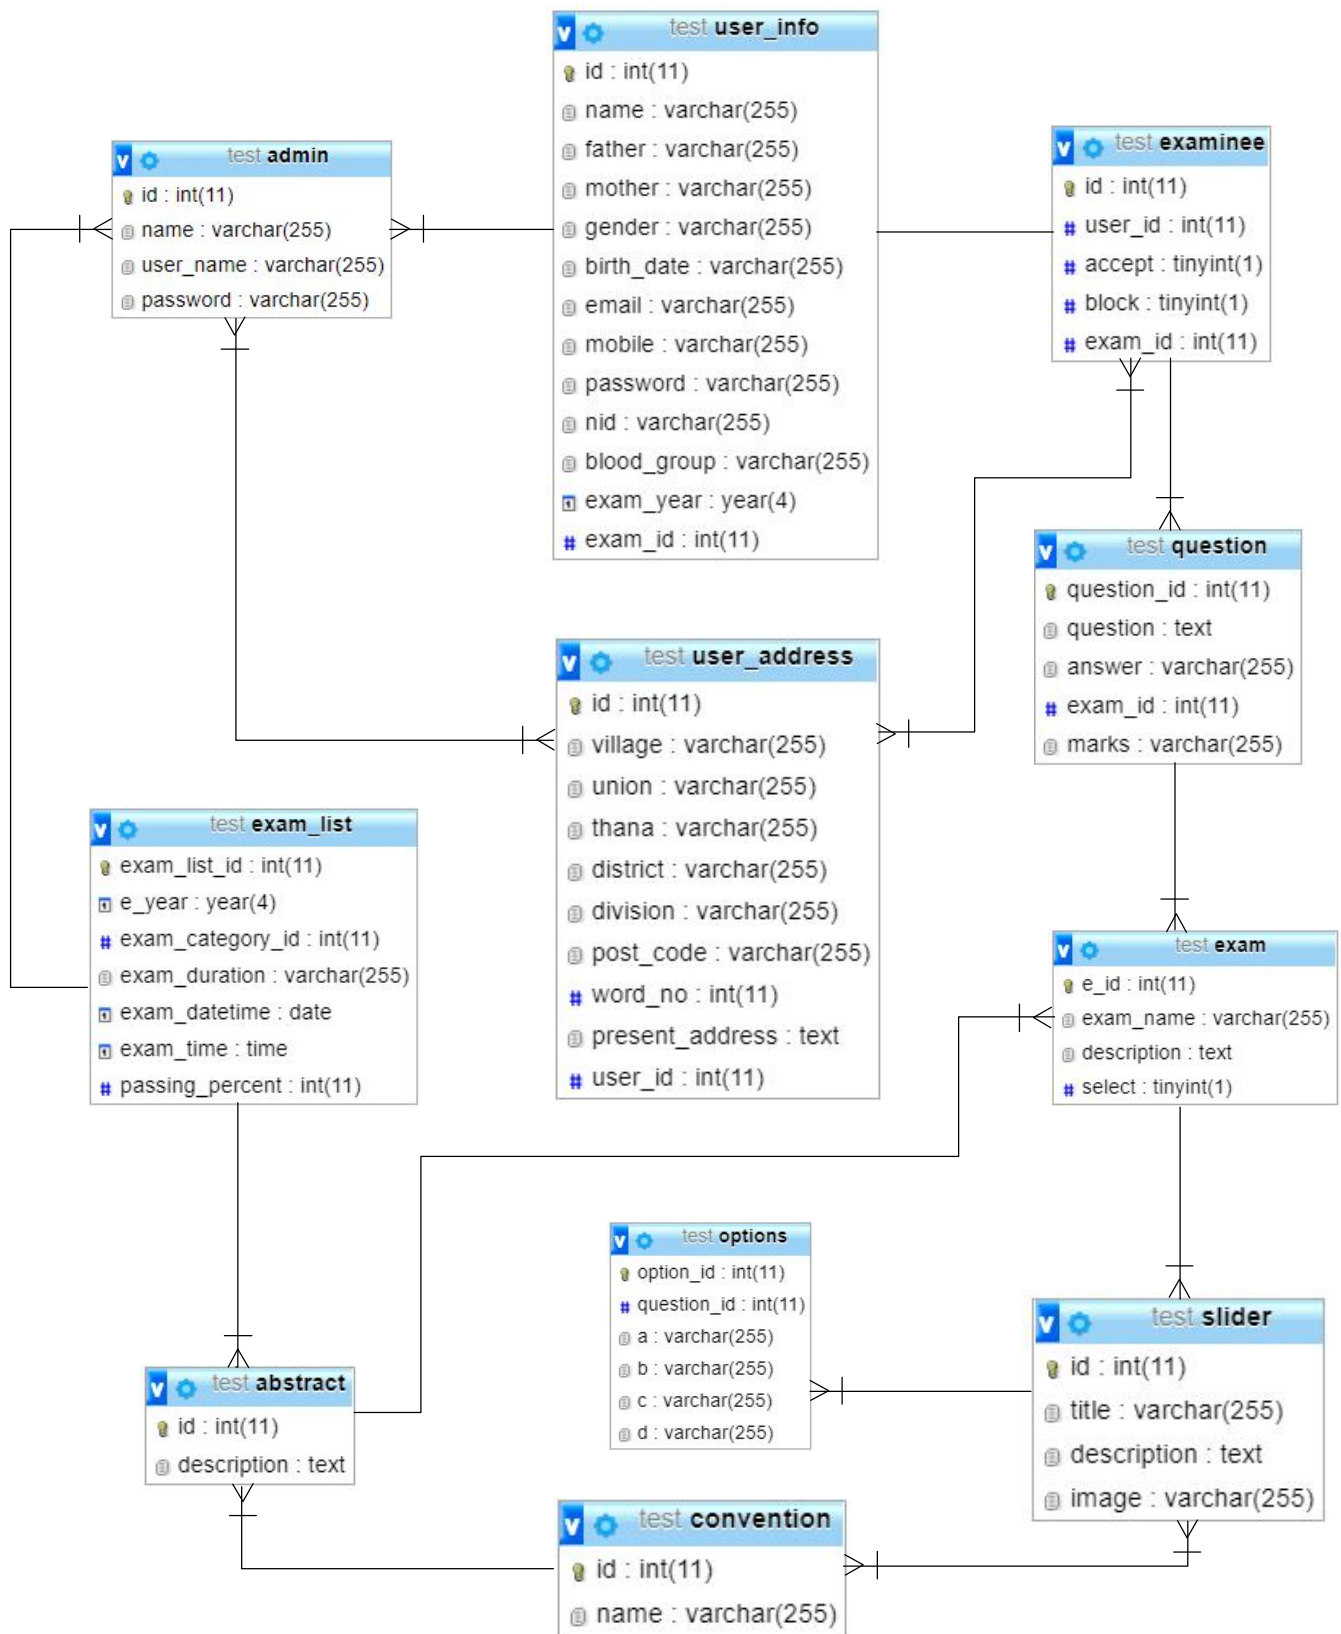 test user_info
id : int(11)
name : varchar(255)
father : varchar(255)
mother : varchar(255)
gender : varchar(255)
birth_date : varchar(255)
email : varchar(255)
mobile : varchar(255)
password : varchar(255)
nid : varchar(255)
blood_group : varchar(255)
exam_year : year(4)
exam_id : int(11)
test admin
id : int(11)
name : varchar(255)
user_name : varchar(255)
password : varchar(255)
test examinee
id : int(11)
user_id : int(11)
accept : tinyint(1)
block : tinyint(1)
exam_id : int(11)
test question
question_id : int(11)
question : text
answer : varchar(255)
exam_id : int(11)
marks : varchar(255)
test user_address
id : int(11)
village : varchar(255)
union : varchar(255)
thana : varchar(255)
district : varchar(255)
division : varchar(255)
post_code : varchar(255)
word_no : int(11)
present_address : text
user_id : int(11)
test exam_list
exam_list_id : int(11)
e_year : year(4)
exam_category_id : int(11)
exam_duration : varchar(255)
exam_datetime : date
exam_time : time
passing_percent : int(11)
test exam
e_id : int(11)
exam_name : varchar(255)
description : text
select : tinyint(1)
test options
option_id : int(11)
question_id : int(11)
a : varchar(255)
b : varchar(255)
c : varchar(255)
d : varchar(255)
test slider
id : int(11)
title : varchar(255)
description : text
image : varchar(255)
test abstract
id : int(11)
description : text
test convention
id : int(11)
name : varchar(255)